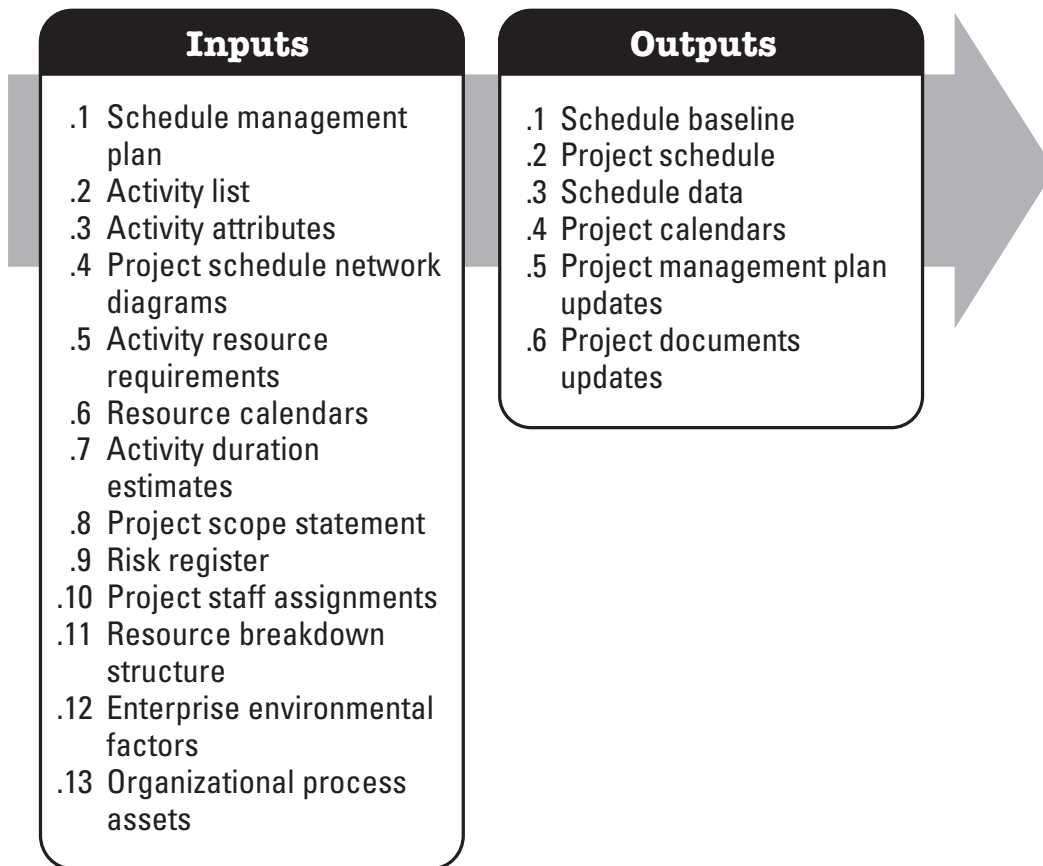 Inputs
.1 Schedule management
plan
.2 Activity list
.3 Activity attributes
.4 Project schedule network
diagrams
.5 Activity resource
requirements
.6 Resource calendars
.7 Activity duration
estimates
.8 Project scope statement
.9 Risk register
.10 Project staff assignments
.11 Resource breakdown
structure
.12 Enterprise environmental
factors
.13 Organizational process
assets
Outputs
.1 Schedule baseline
.2 Project schedule
.3 Schedule data
.4 Project calendars
.5 Project management plan
updates
.6 Project documents
updates